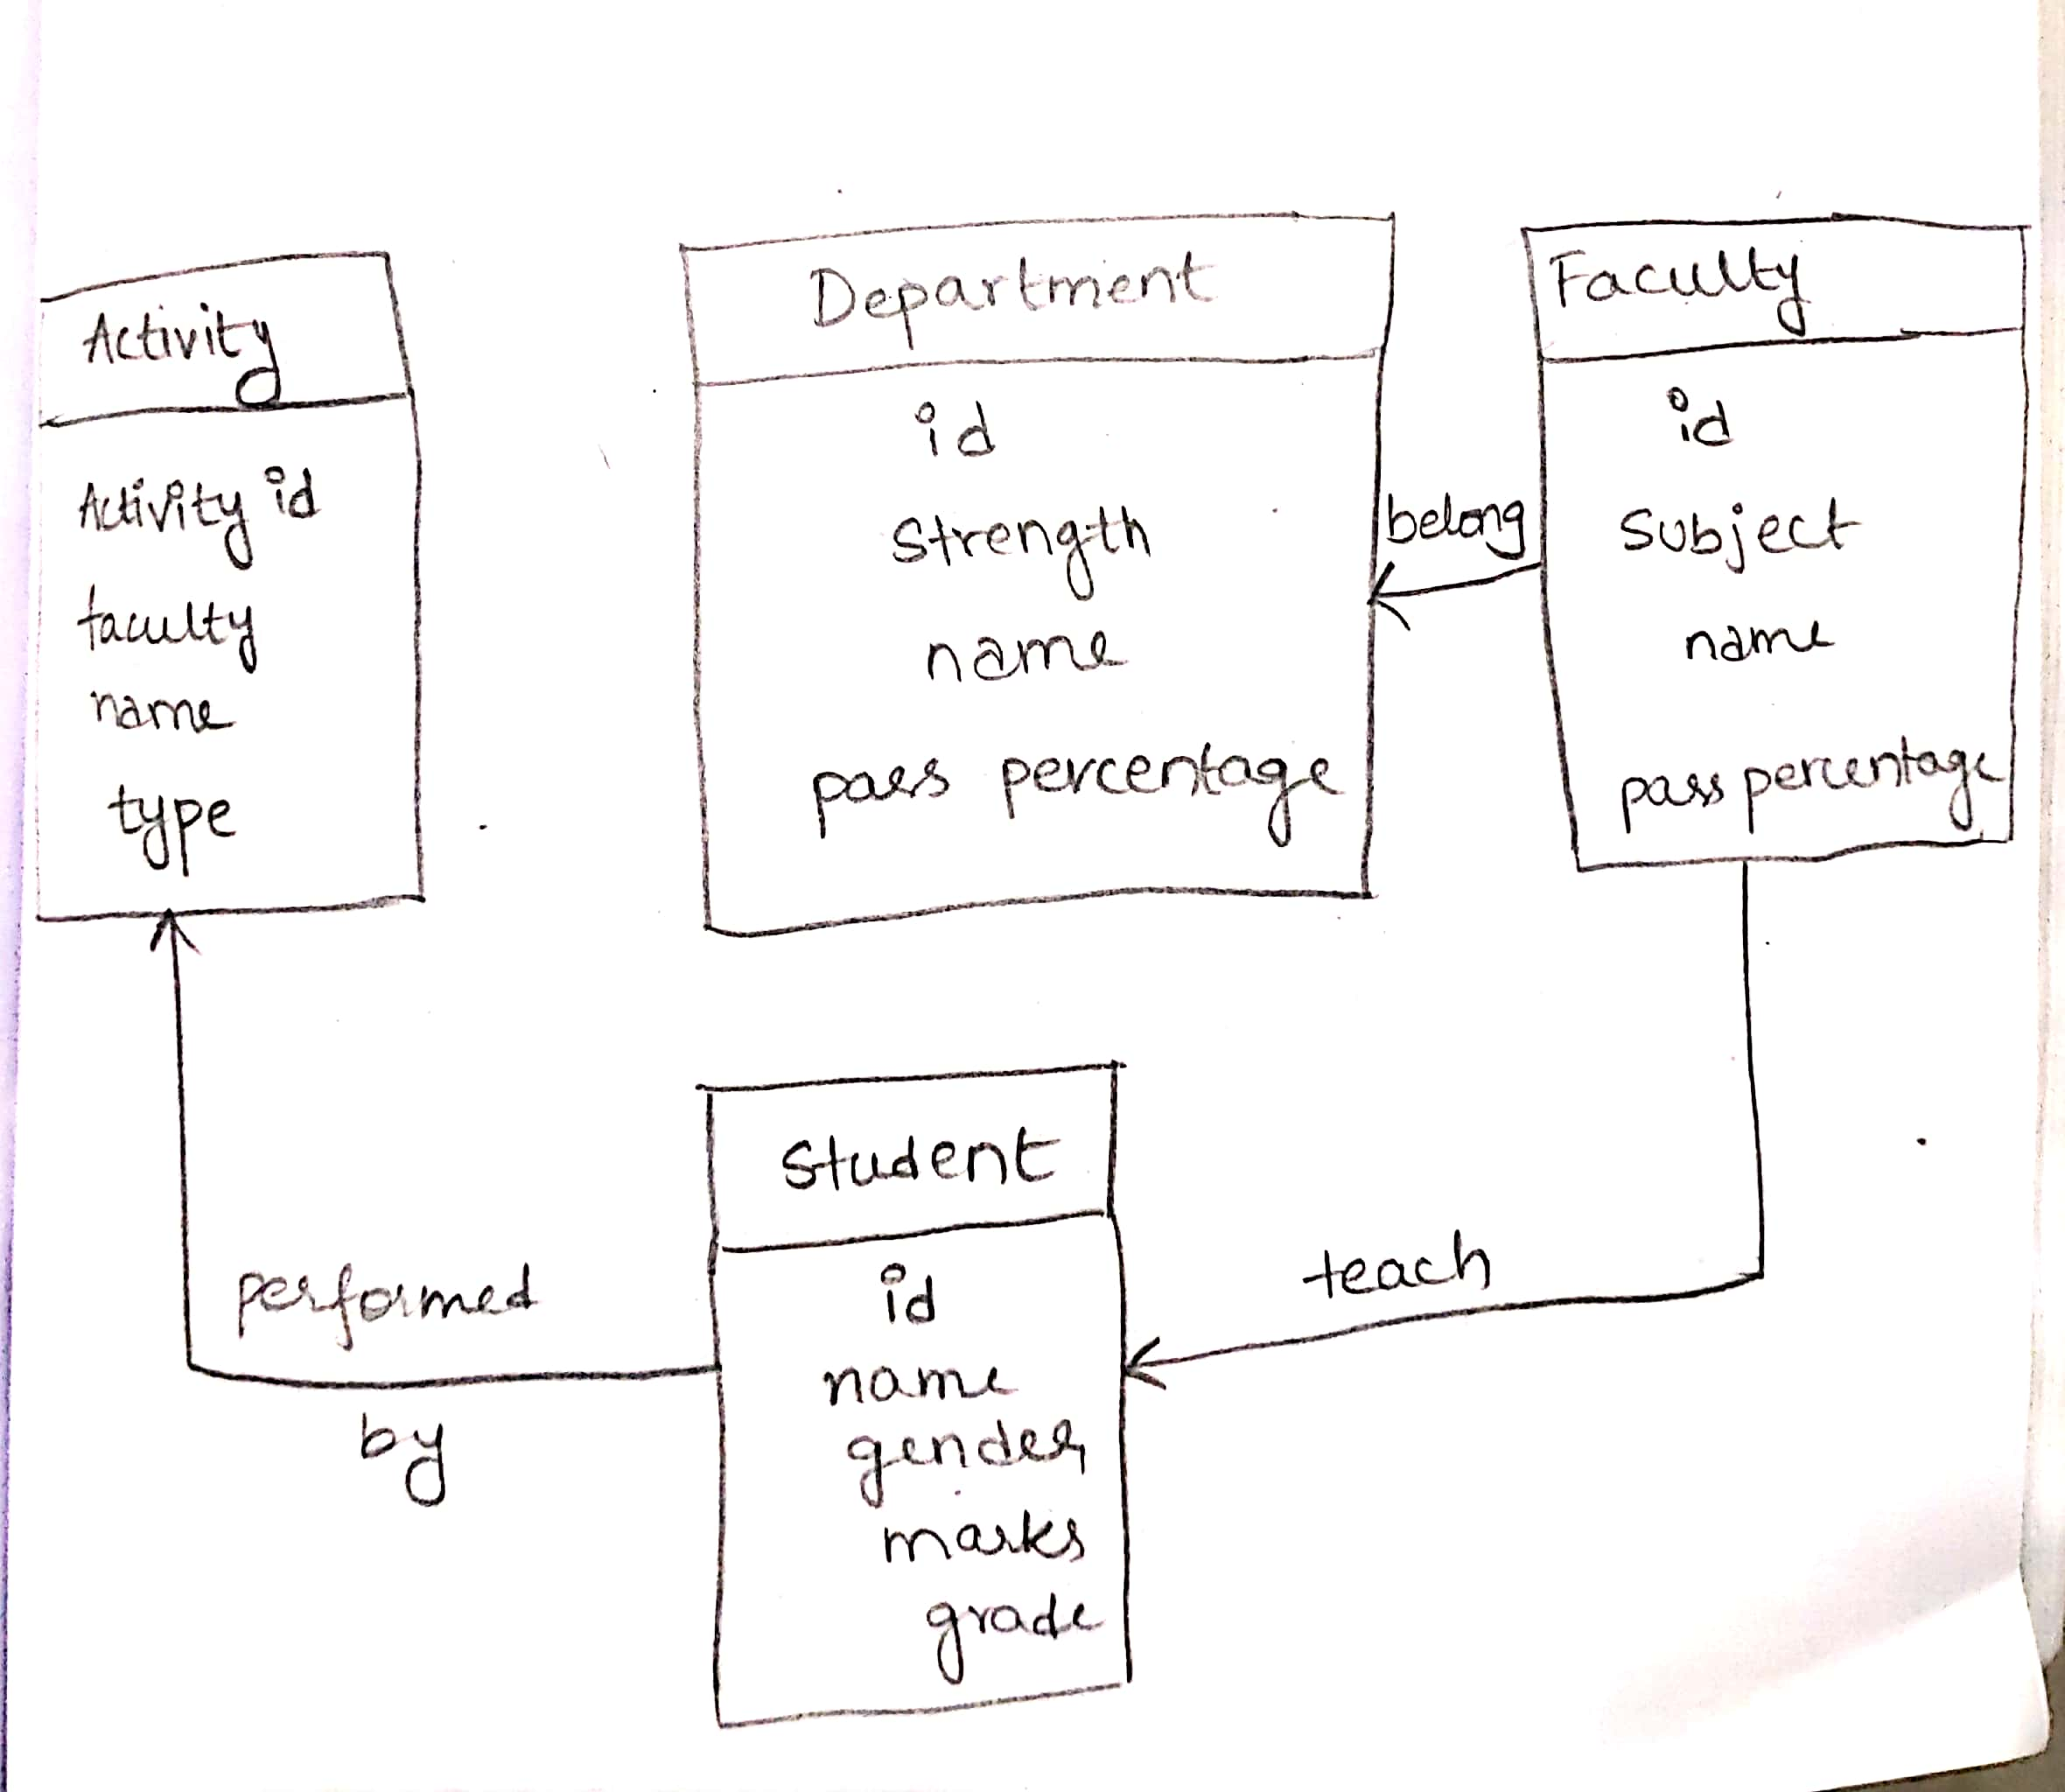 Activity
Activity id
faculty
name
type
Department
id
Strength
name
pass percentage
Faculty
id
Subject
name
pass percentage
belong
Student
id
name
gender
marks
grade
performed
by
teach